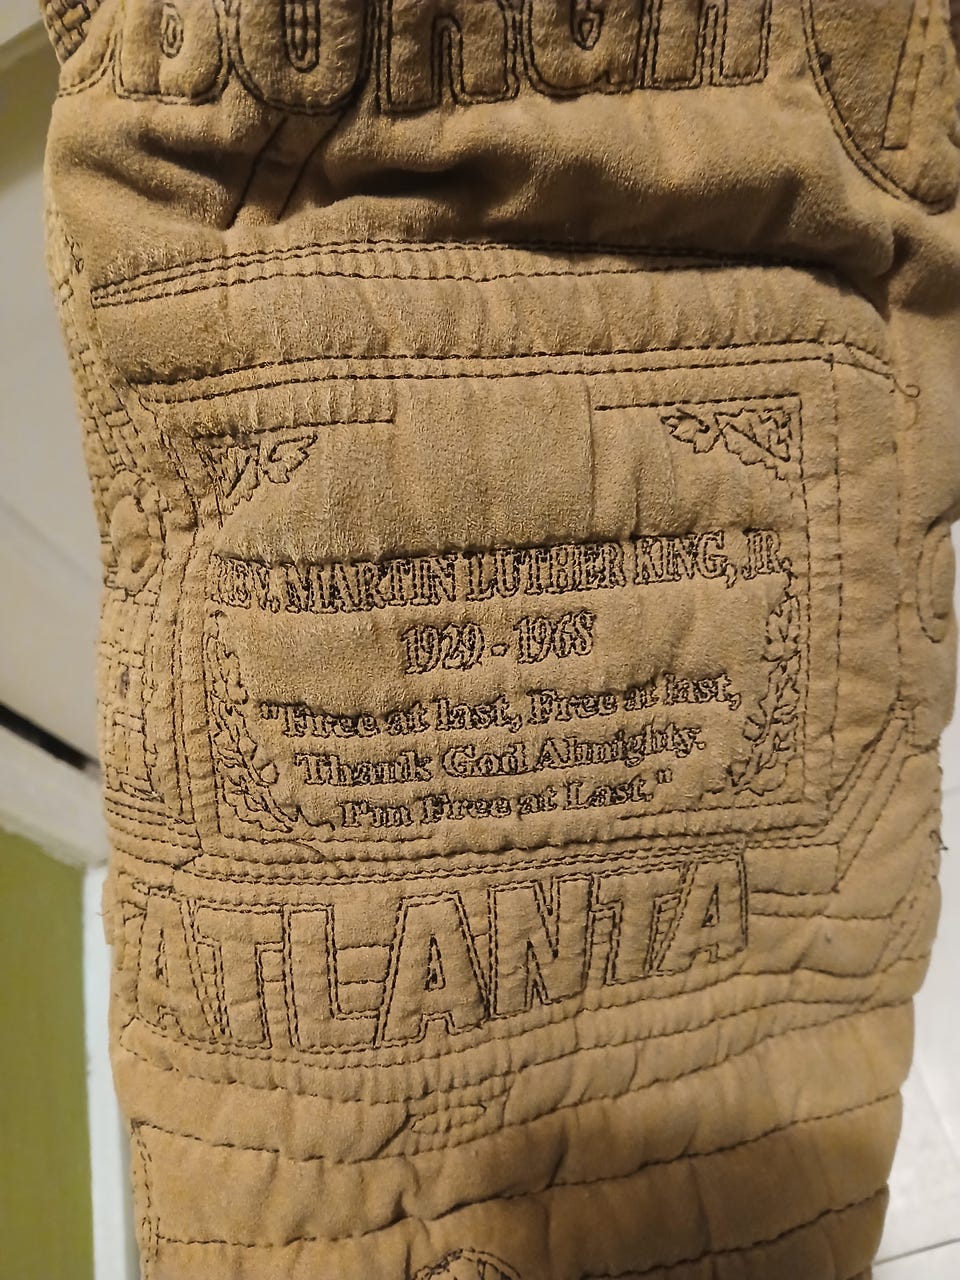 REV. MARTIN LUTHER KING, JR.
1929 - 1968
"Free at last, Free at last,
Thank God Almighty.
I'm Free at Last."
ATLANTA